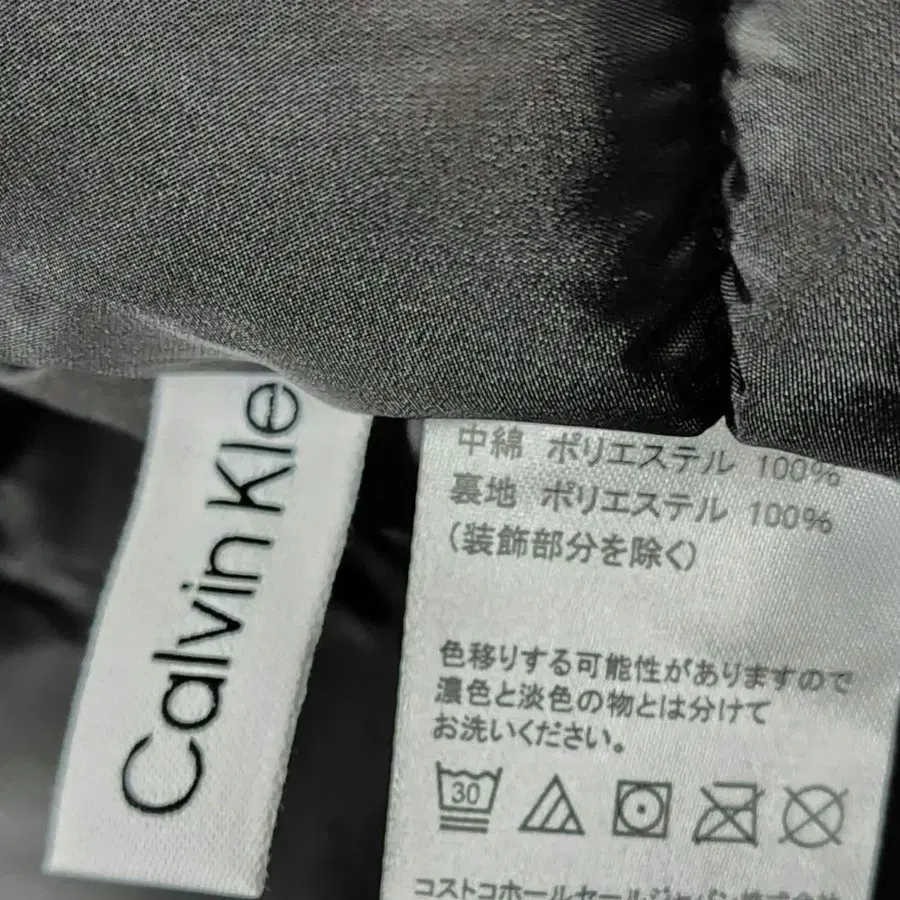 Calvin Kle
中綿 ポリエステル 100%
裏地 ポリエステル 100%
(装飾部分を除く)
色移りする可能性がありますので
濃色と淡色の物とは分けて
お洗いください。
30
コストコホールセールジャパン株式会社